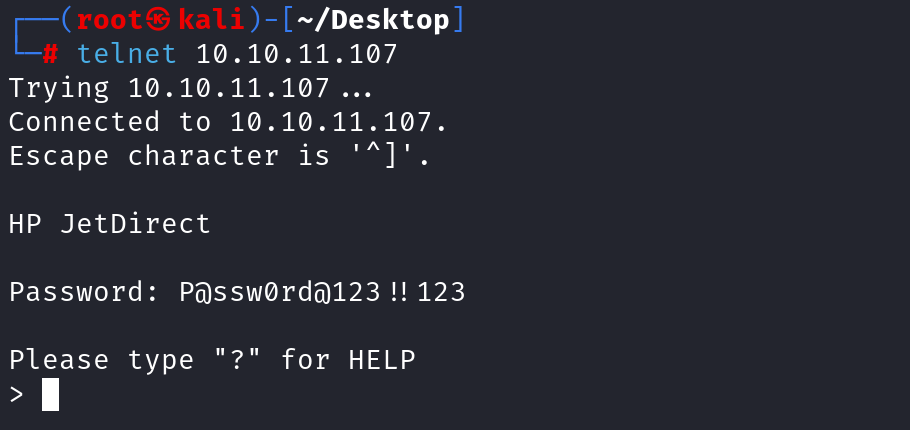 ┌──(root㉿kali)-[~/Desktop]
└─# telnet 10.10.11.107
Trying 10.10.11.107...
Connected to 10.10.11.107.
Escape character is '^]'.
HP JetDirect
Password: P@ssw0rd@123!!123
Please type "?" for HELP
>